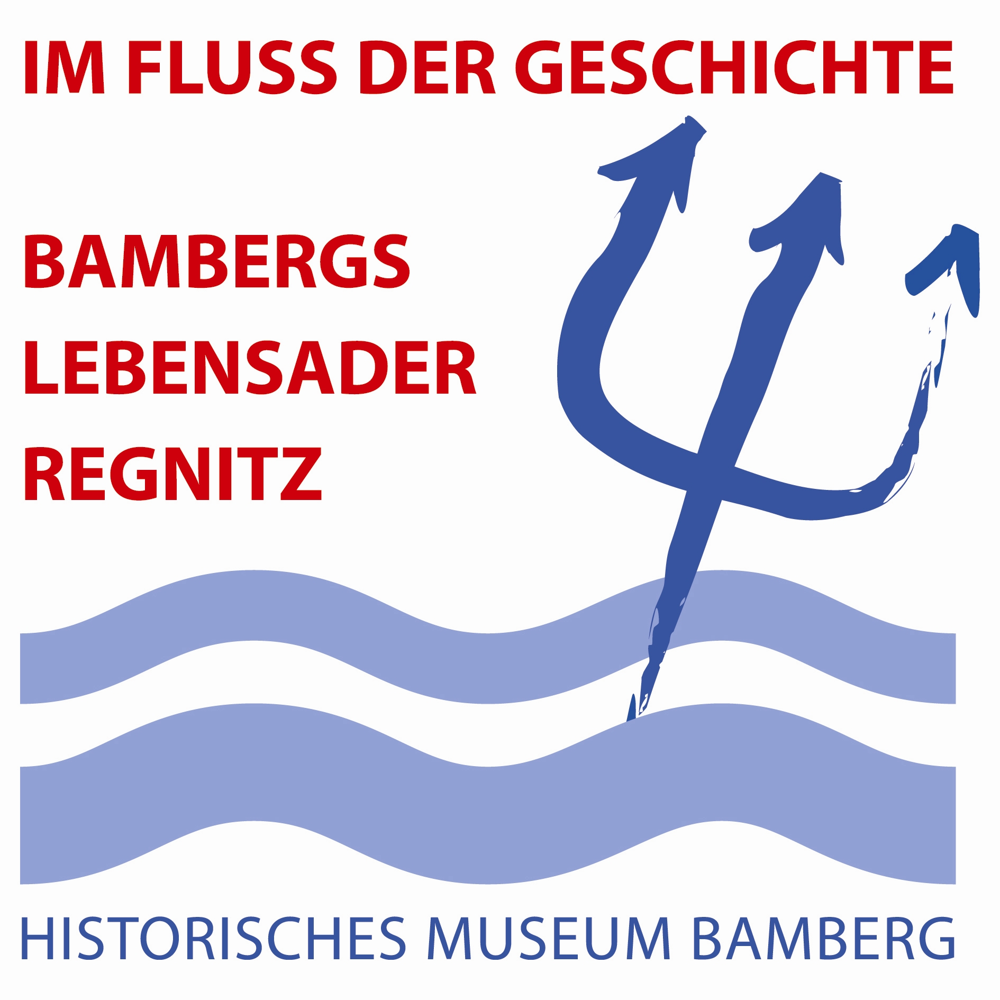 IM FLUSS DER GESCHICHTE
BAMBERGS
LEBENSADER
REGNITZ
HISTORISCHES MUSEUM BAMBERG